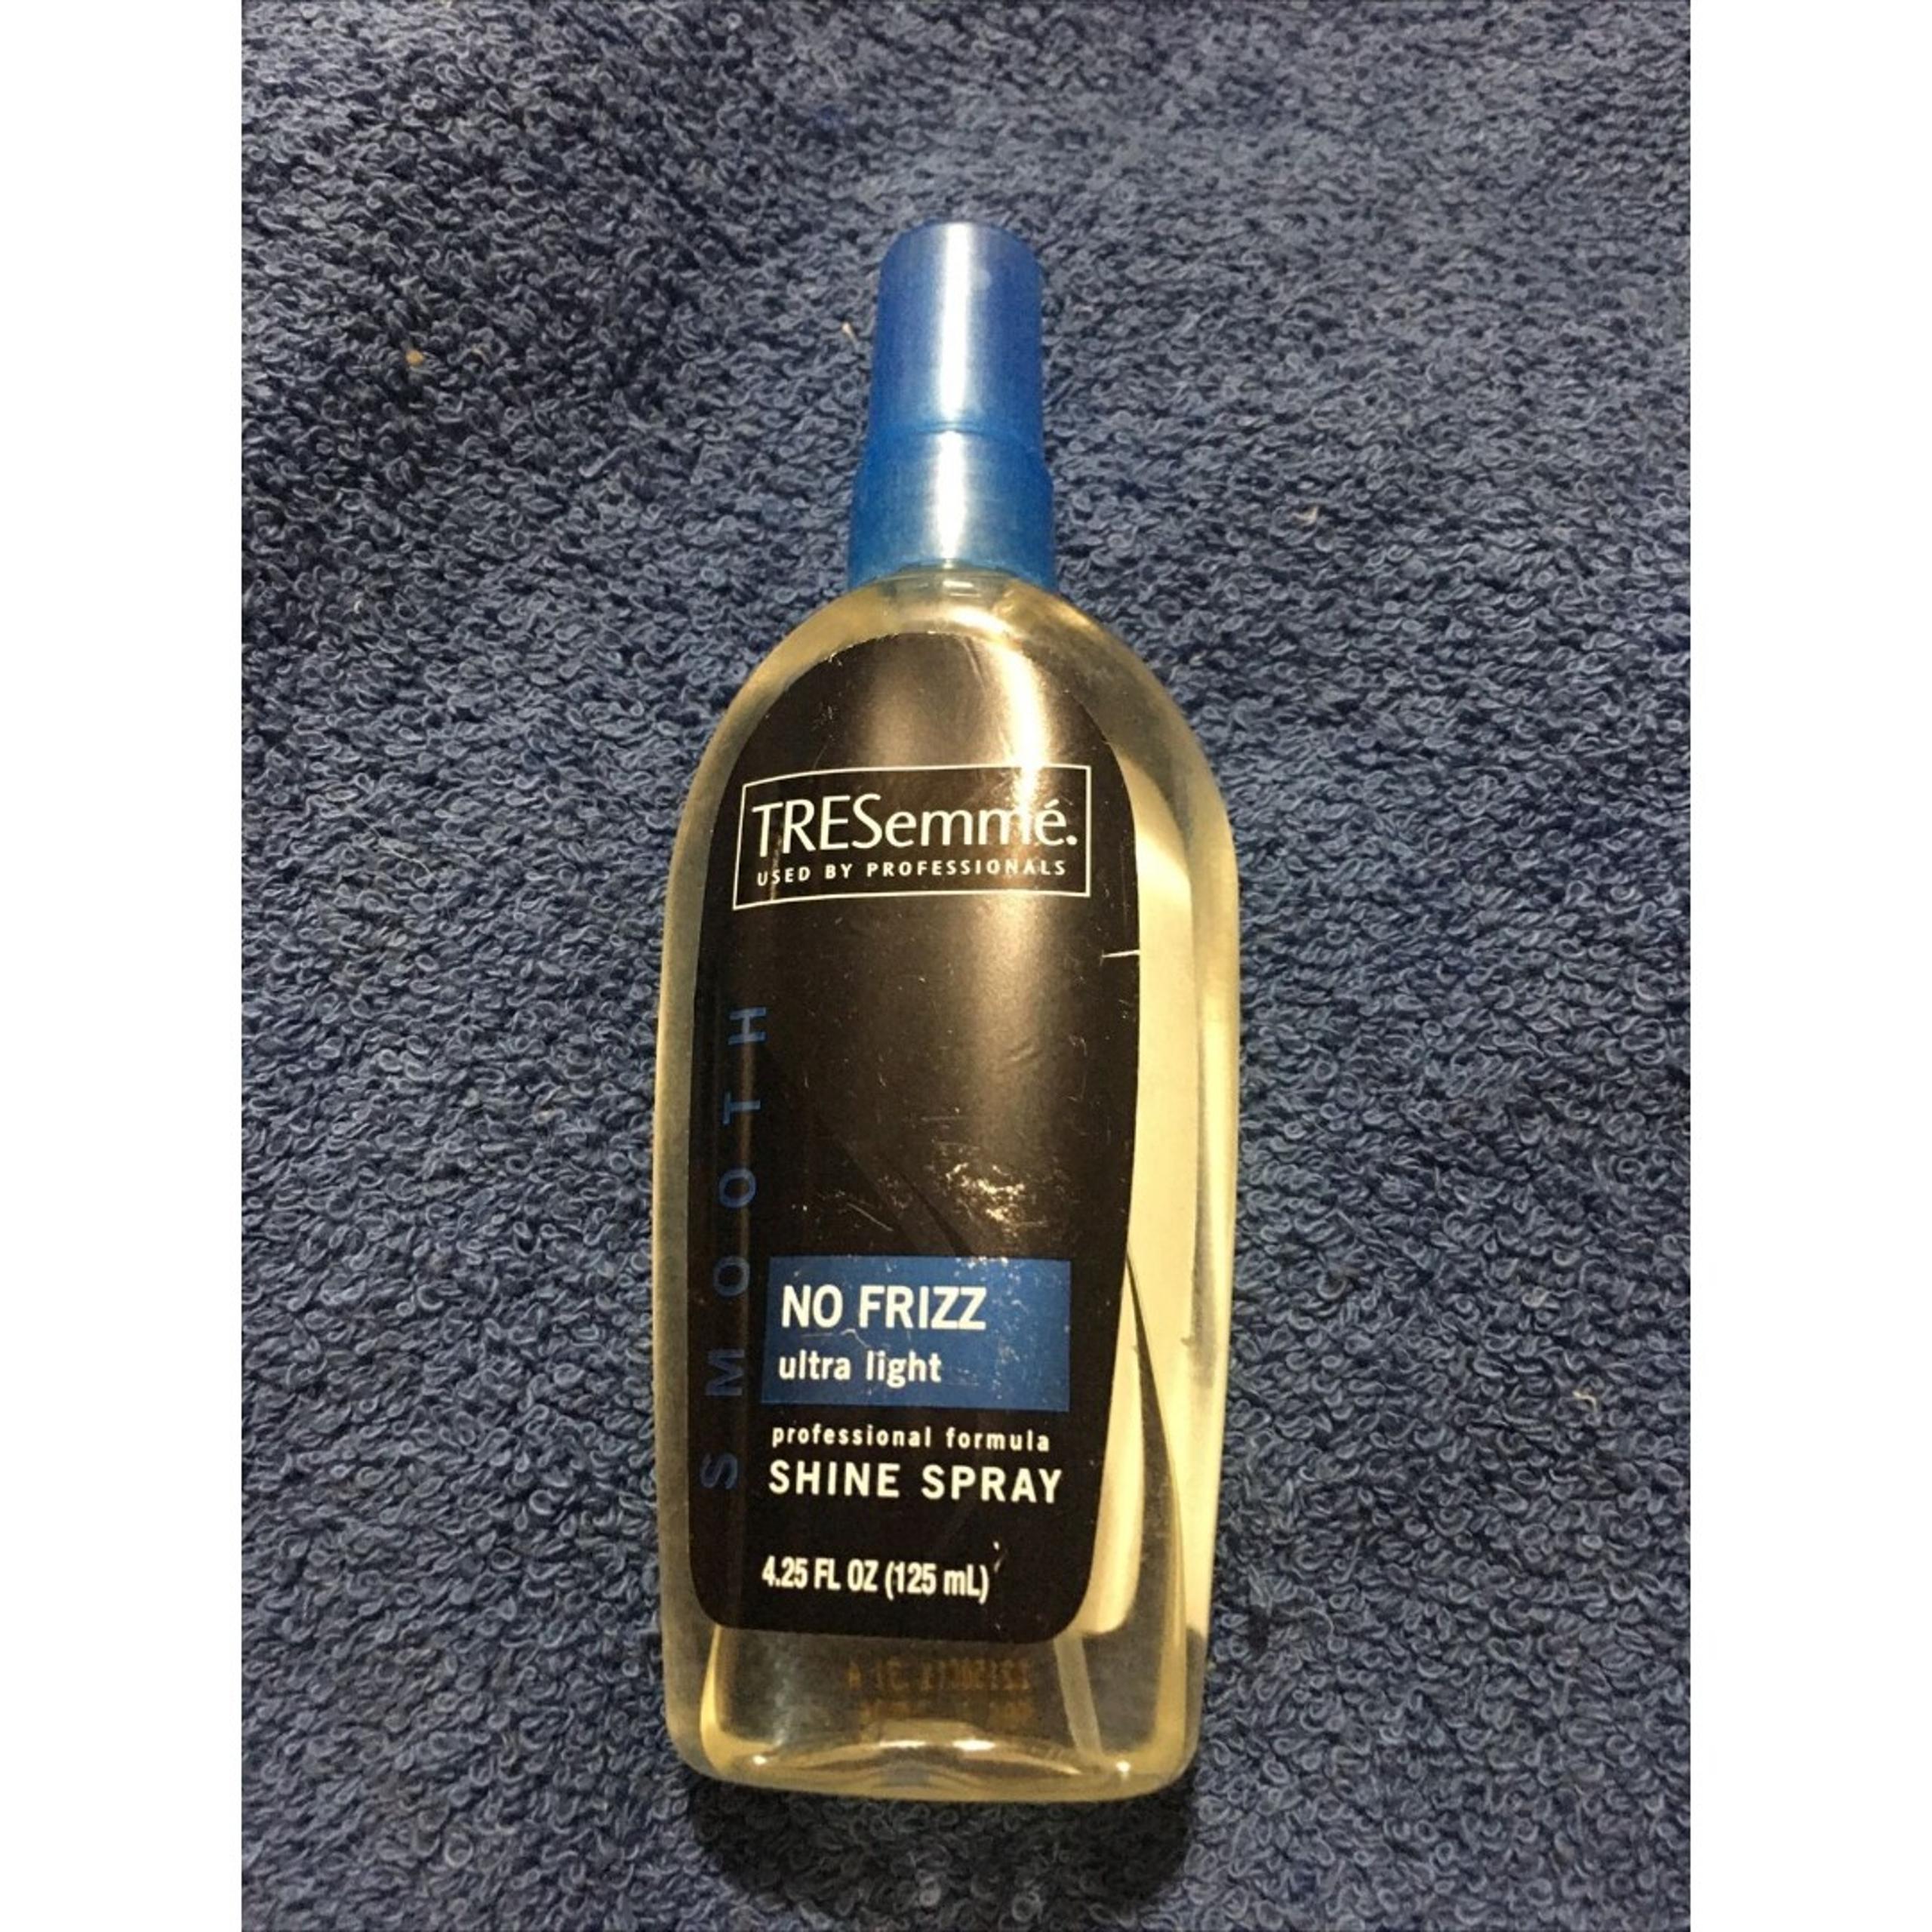 TRESemmé.
USED BY PROFESSIONALS
SMOOTH
NO FRIZZ
ultra light
professional formula
SHINE SPRAY
4.25 FL OZ (125 mL)